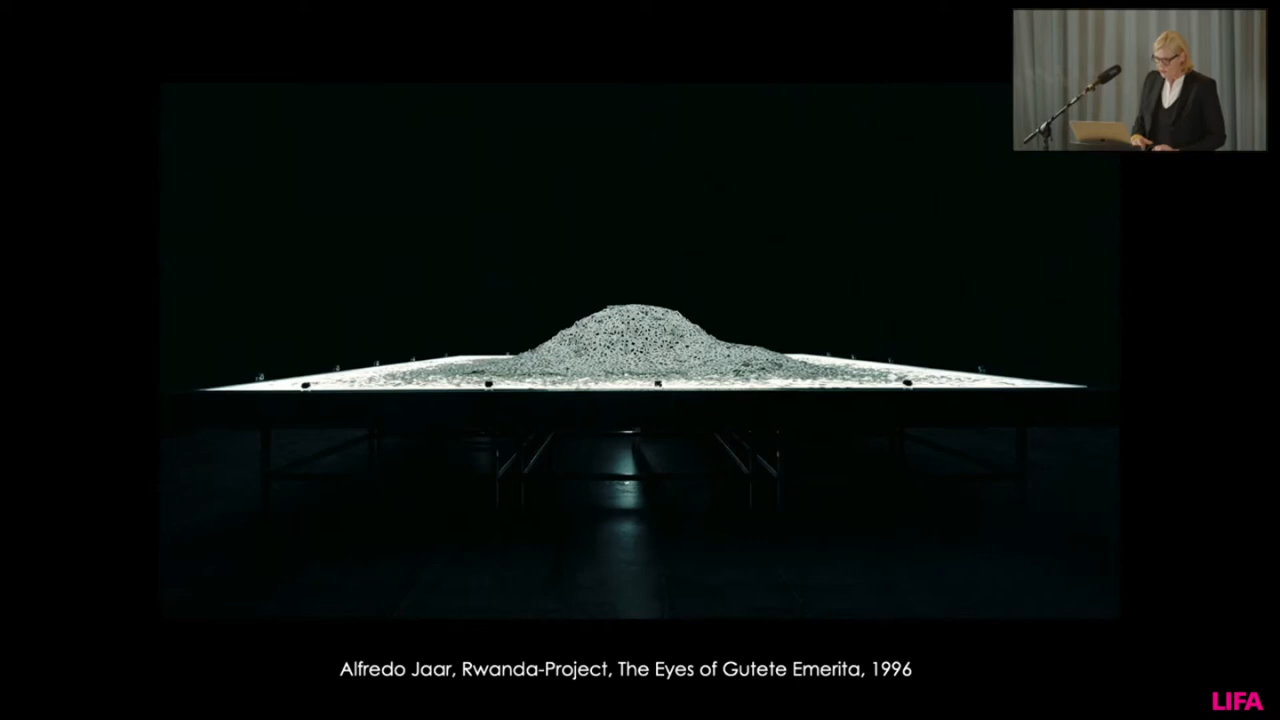 Alfredo Jaar, Rwanda-Project, The Eyes of Gutete Emerita, 1996
LIFA